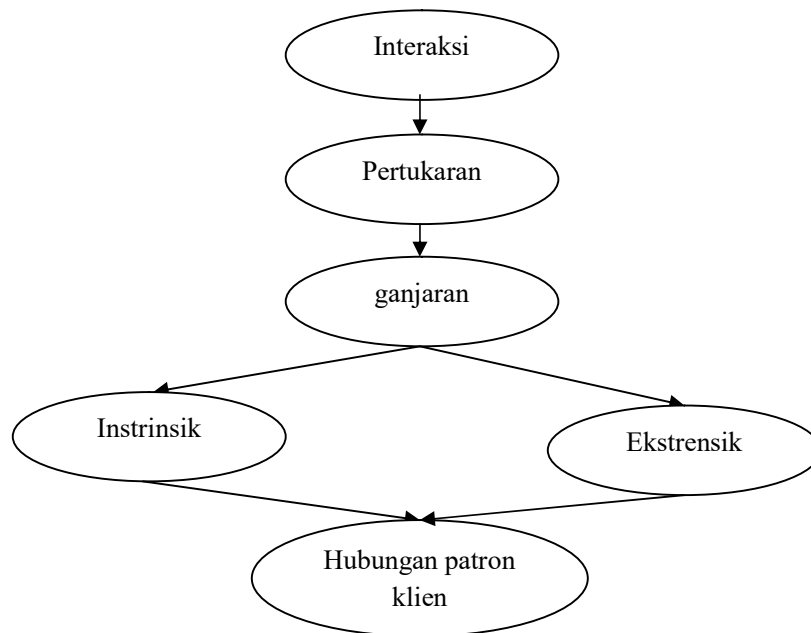 Interaksi
Pertukaran
ganjaran
Instrinsik
Ekstrensik
Hubungan patron
klien